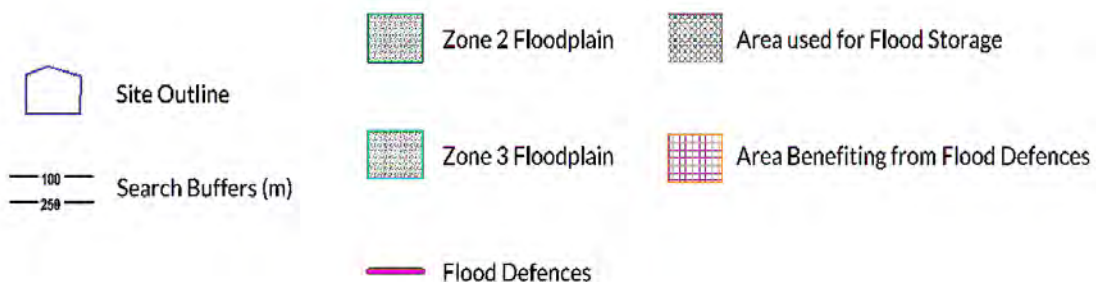 Zone 2 Floodplain
Area used for Flood Storage
Site Outline
Zone 3 Floodplain
Area Benefiting from Flood Defences
100
250
Search Buffers (m)
Flood Defences